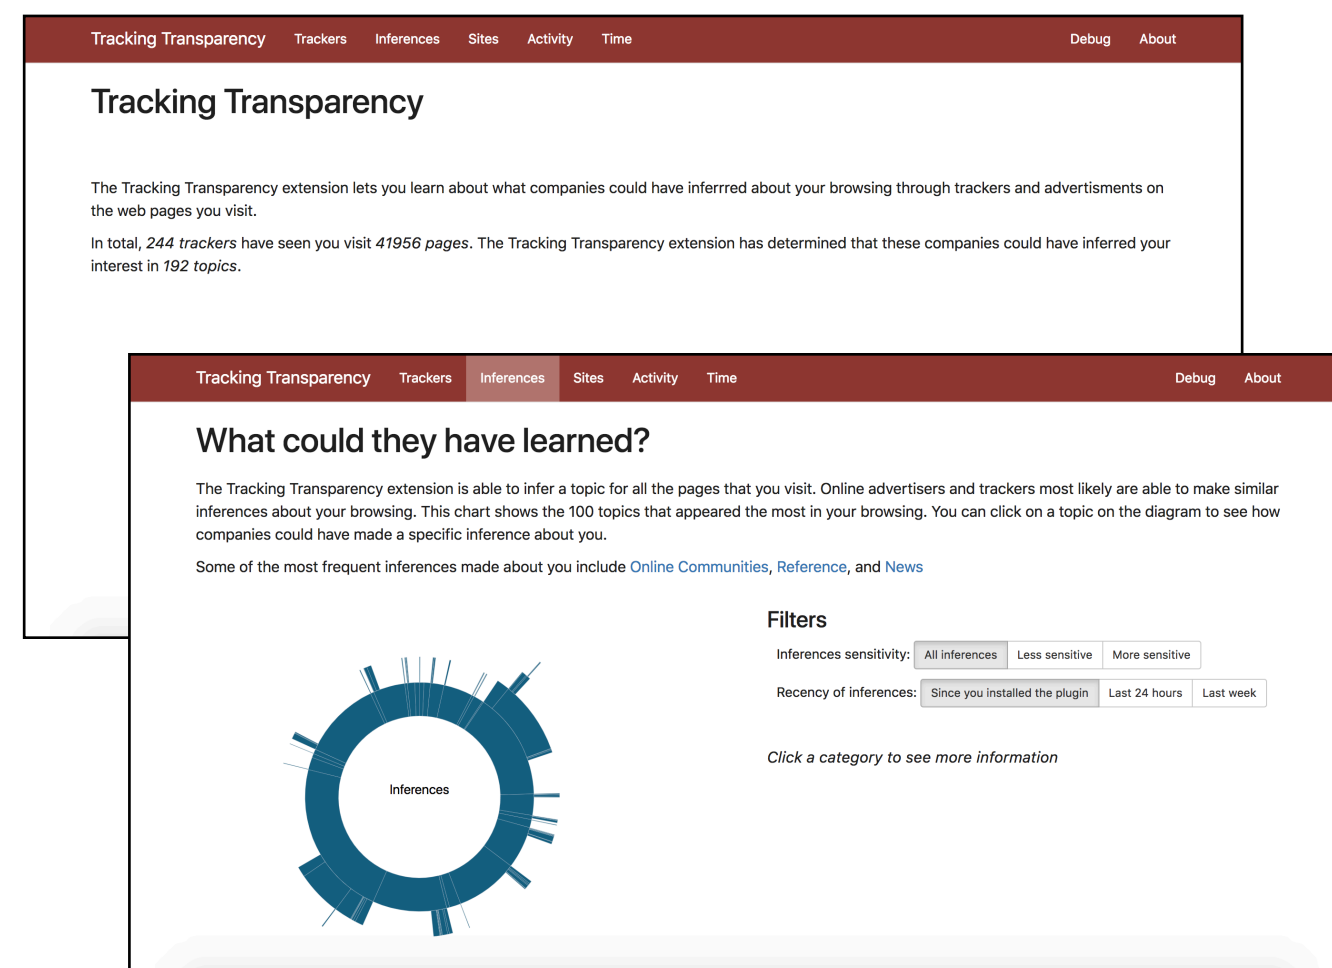 Tracking Transparency Trackers Inferences Sites Activity Time Debug About
Tracking Transparency
The Tracking Transparency extension lets you learn about what companies could have inferrred about your browsing through trackers and advertisments on
the web pages you visit.
In total, 244 trackers have seen you visit 41956 pages. The Tracking Transparency extension has determined that these companies could have inferred your
interest in 192 topics.
Tracking Transparency Trackers Inferences Sites Activity Time Debug About
What could they have learned?
The Tracking Transparency extension is able to infer a topic for all the pages that you visit. Online advertisers and trackers most likely are able to make similar
inferences about your browsing. This chart shows the 100 topics that appeared the most in your browsing. You can click on a topic on the diagram to see how
companies could have made a specific inference about you.
Some of the most frequent inferences made about you include Online Communities, Reference, and News
Inferences
Filters
Inferences sensitivity: All inferences Less sensitive More sensitive
Recency of inferences: Since you installed the plugin Last 24 hours Last week
Click a category to see more information